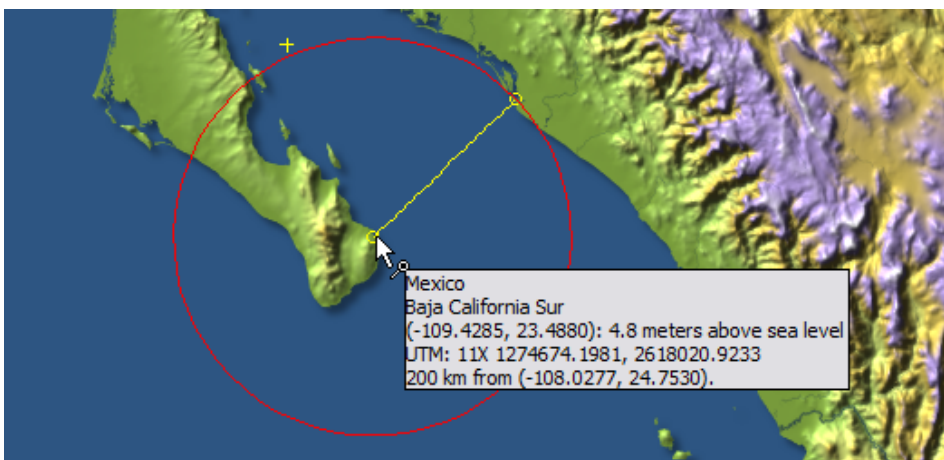 Mexico
Baja California Sur
(-109.4285, 23.4880): 4.8 meters above sea level
UTM: 11X 1274674.1981, 2618020.9233
200 km from (-108.0277, 24.7530).